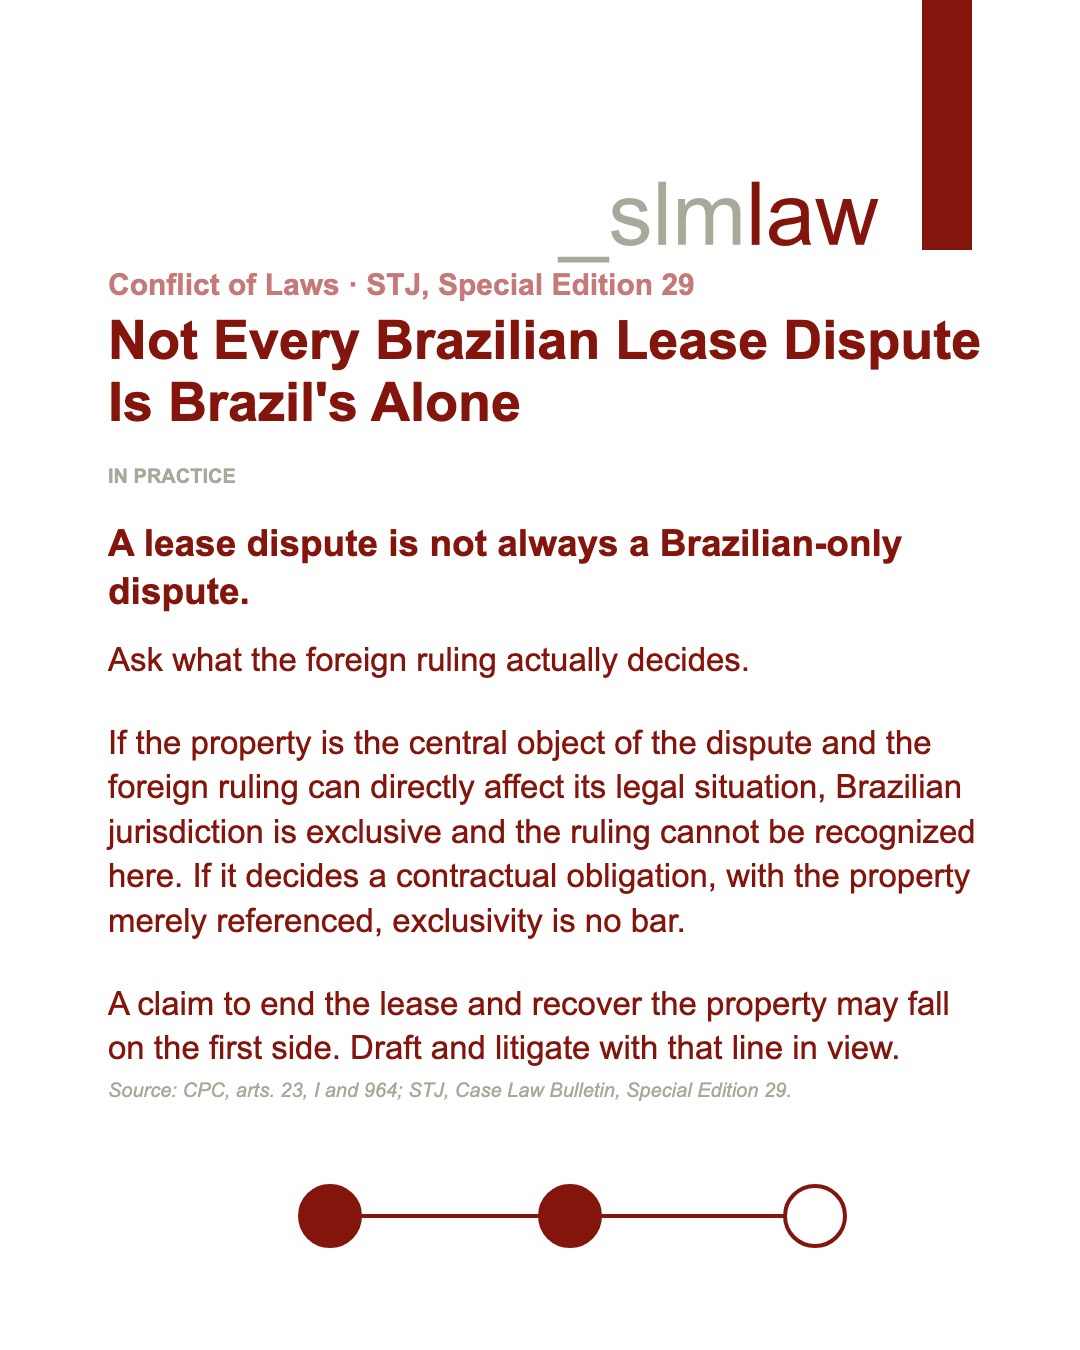 _slmlaw
Conflict of Laws · STJ, Special Edition 29
Not Every Brazilian Lease Dispute
Is Brazil's Alone
IN PRACTICE
A lease dispute is not always a Brazilian-only
dispute.
Ask what the foreign ruling actually decides.
If the property is the central object of the dispute and the
foreign ruling can directly affect its legal situation, Brazilian
jurisdiction is exclusive and the ruling cannot be recognized
here. If it decides a contractual obligation, with the property
merely referenced, exclusivity is no bar.
A claim to end the lease and recover the property may fall
on the first side. Draft and litigate with that line in view.
Source: CPC, arts. 23, I and 964; STJ, Case Law Bulletin, Special Edition 29.